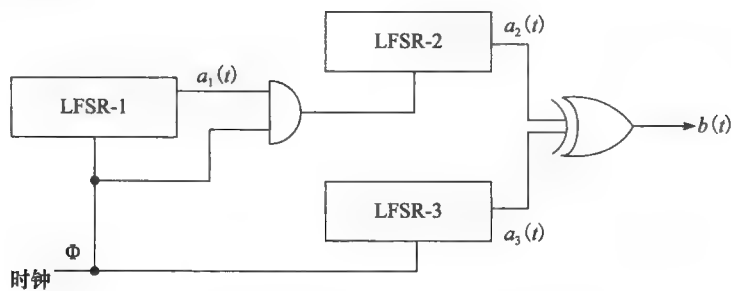 LFSR-2
a₂(t)
LFSR-1
a₁(t)
b(t)
LFSR-3
a₃(t)
Φ
时钟